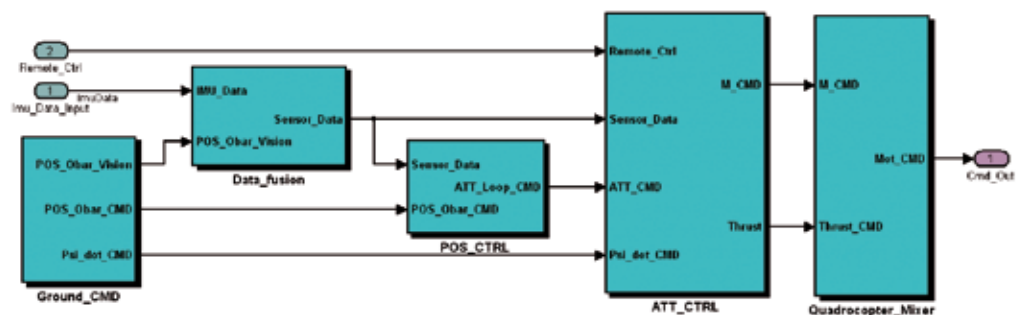 2
Remote_Ctrl
1
ImuData
Imu_Data_Input
IMU_Data
Sensor_Data
POS_Obar_Vision
Data_fusion
POS_Obar_Vision
POS_Obar_CMD
Psi_dot_CMD
Ground_CMD
Sensor_Data
ATT_Loop_CMD
POS_Obar_CMD
POS_CTRL
Remote_Ctrl
M_CMD
Sensor_Data
ATT_CMD
Thrust
Psi_dot_CMD
ATT_CTRL
M_CMD
Mot_CMD
Thrust_CMD
Quadrocopter_Mixer
1
Cmd_Out